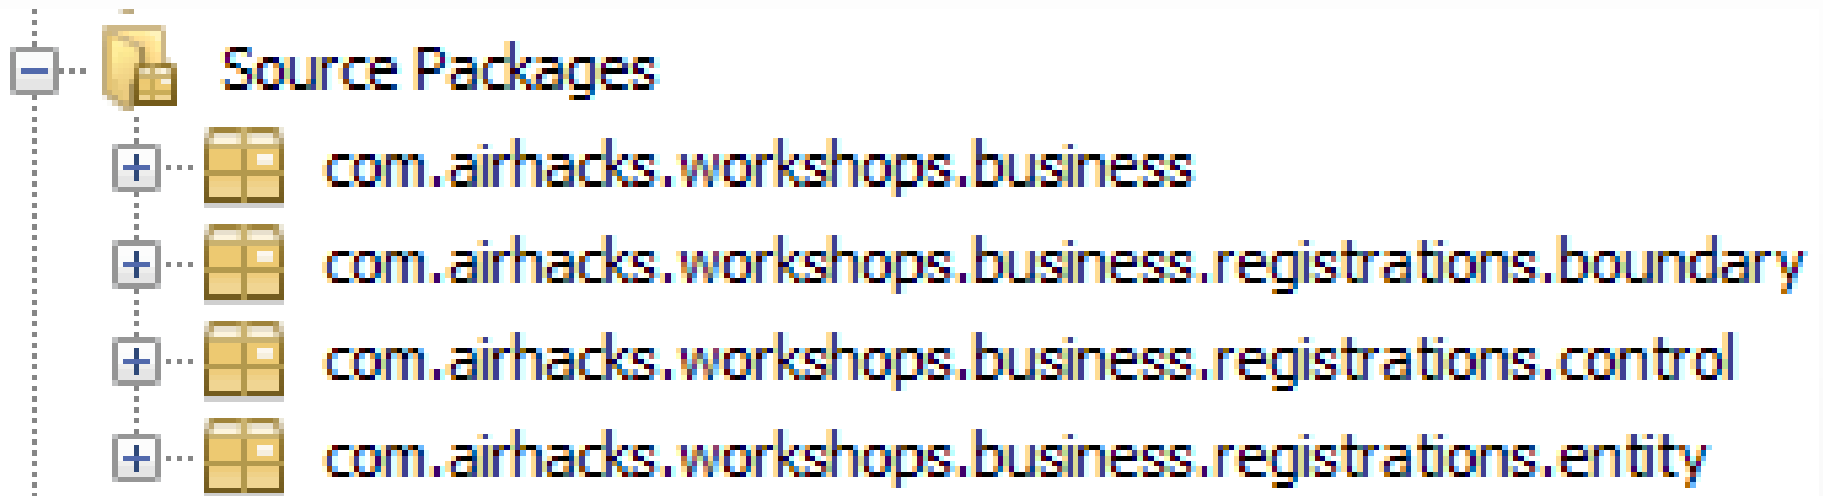 Source Packages
com.airhacks.workshops.business
com.airhacks.workshops.business.registrations.boundary
com.airhacks.workshops.business.registrations.control
com.airhacks.workshops.business.registrations.entity